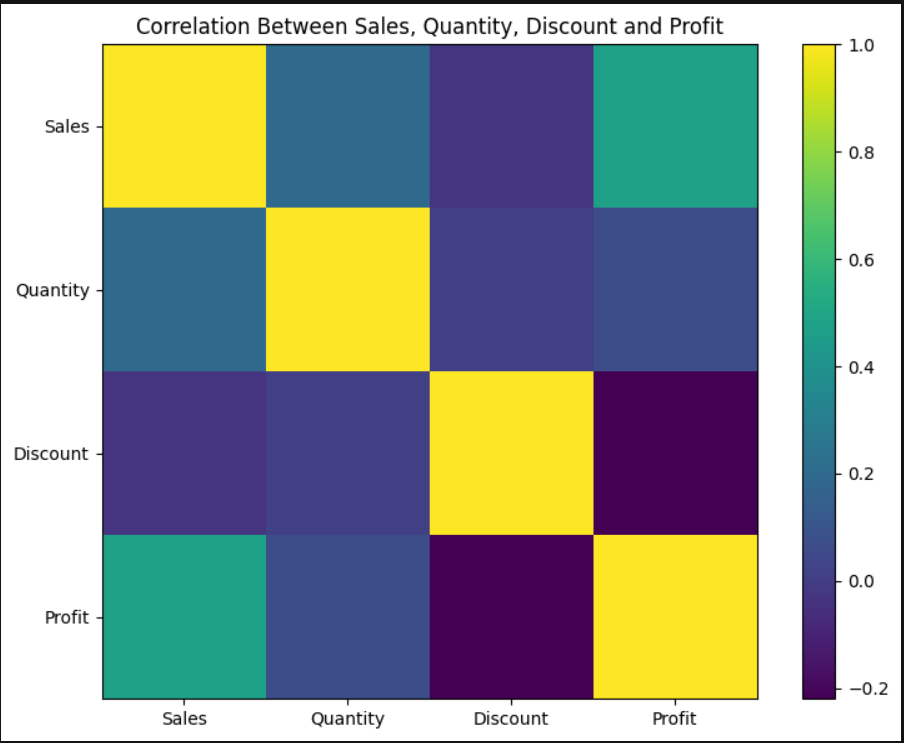 Correlation Between Sales, Quantity, Discount and Profit
Sales
Quantity
Discount
Profit
Sales Quantity Discount Profit
1.0
0.8
0.6
0.4
0.2
0.0
−0.2